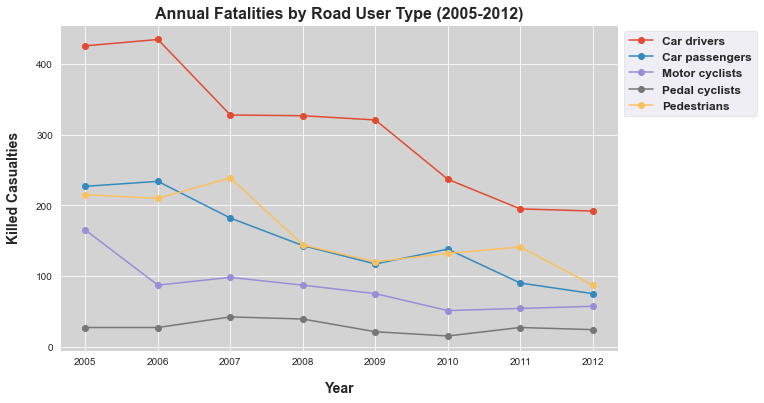 Annual Fatalities by Road User Type (2005-2012)
Car drivers
Car passengers
Motor cyclists
Pedal cyclists
Pedestrians
Killed Casualties
400
300
200
100
0
2005 2006 2007 2008 2009 2010 2011 2012
Year